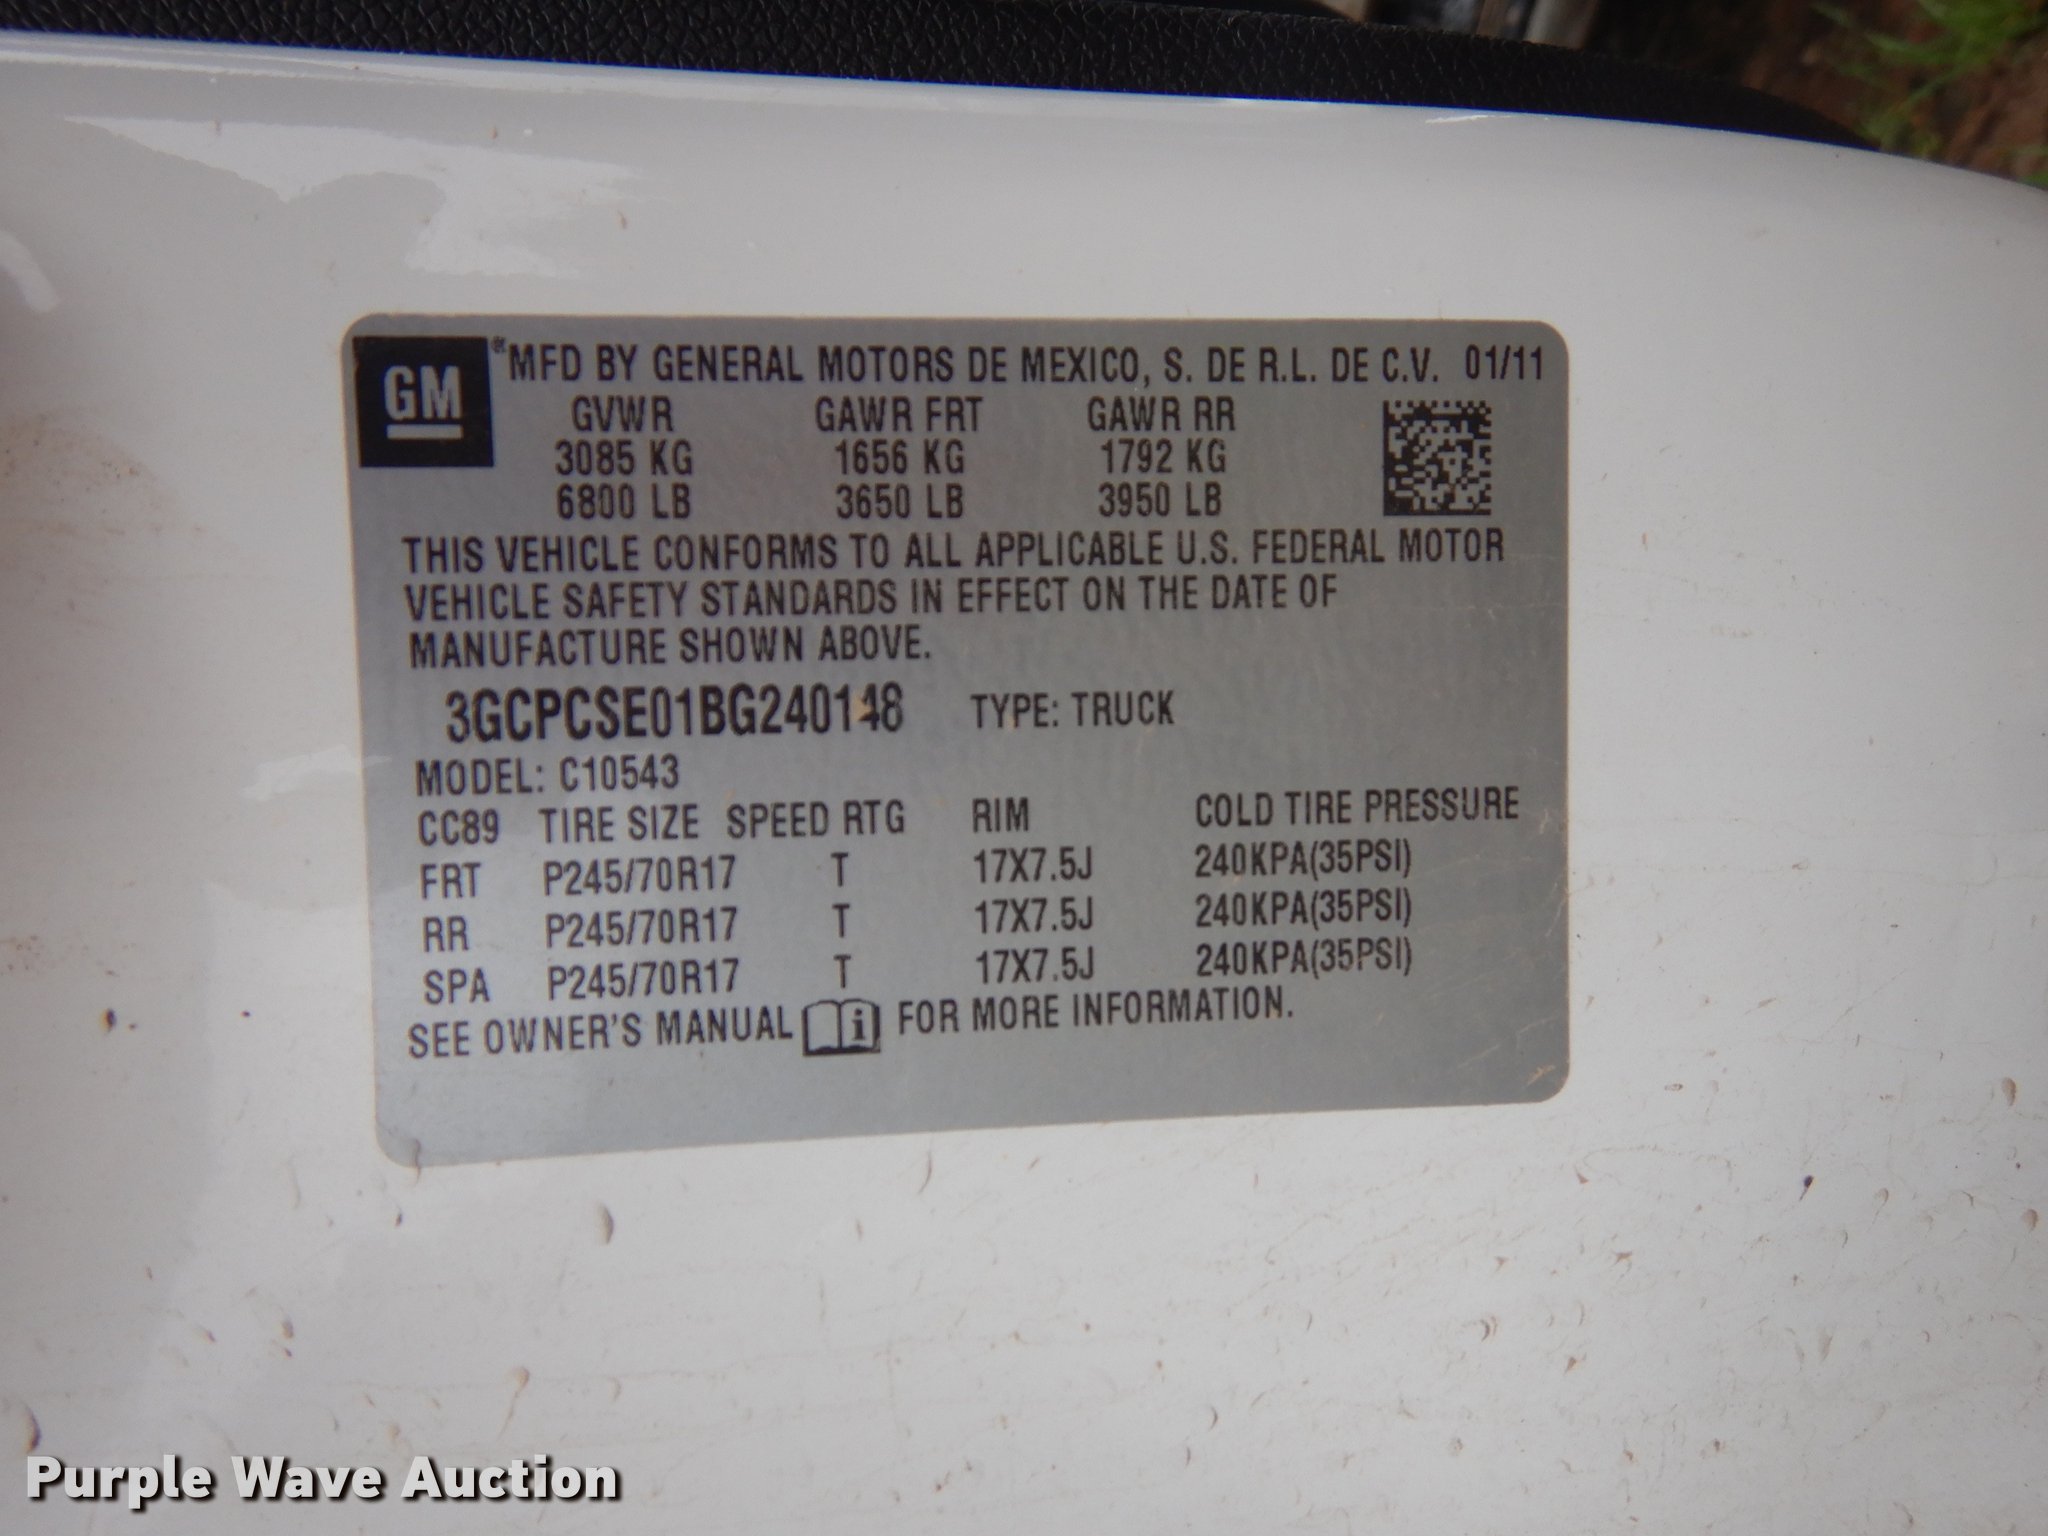 GM
® MFD BY GENERAL MOTORS DE MEXICO, S. DE R.L. DE C.V. 01/11
GVWR GAWR FRT GAWR RR
3085 KG 1656 KG 1792 KG
6800 LB 3650 LB 3950 LB
THIS VEHICLE CONFORMS TO ALL APPLICABLE U.S. FEDERAL MOTOR
VEHICLE SAFETY STANDARDS IN EFFECT ON THE DATE OF
MANUFACTURE SHOWN ABOVE.
3GCPCSE01BG240148 TYPE: TRUCK
MODEL: C10543
CC89 TIRE SIZE SPEED RTG RIM COLD TIRE PRESSURE
FRT P245/70R17 T 17X7.5J 240KPA(35PSI)
RR P245/70R17 T 17X7.5J 240KPA(35PSI)
SPA P245/70R17 T 17X7.5J 240KPA(35PSI)
SEE OWNER'S MANUAL i FOR MORE INFORMATION.
Purple Wave Auction